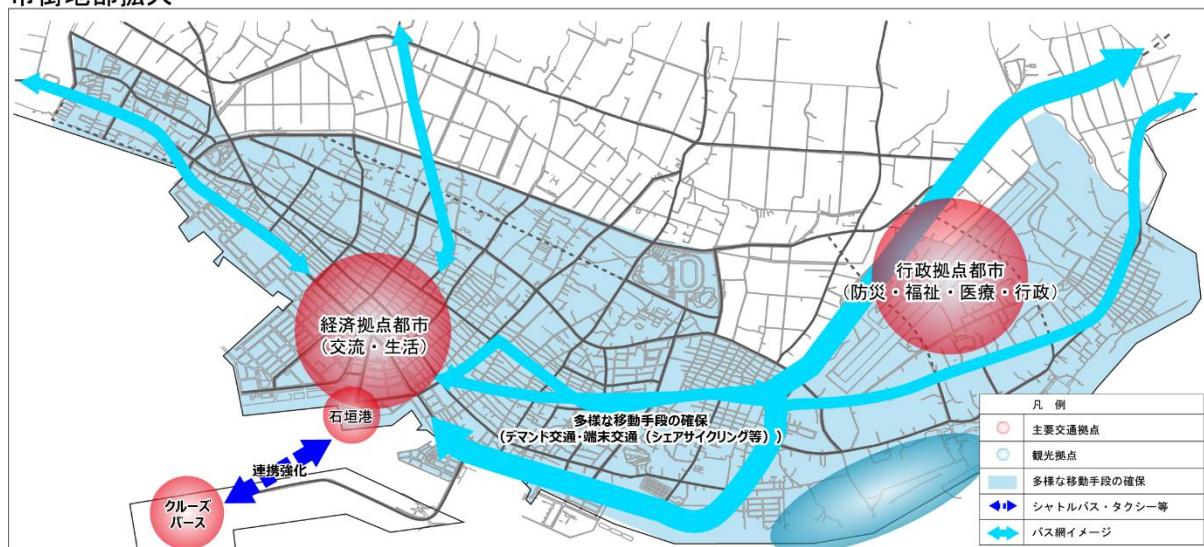 市街地部拡大
経済拠点都市
(交流・生活)
行政拠点都市
(防災・福祉・医療・行政)
石垣港
多様な移動手段の確保
(デマンド交通・端末交通(シェアサイクリング等))
連携強化
クルーズ
バース
凡 例
主要交通拠点
観光拠点
多様な移動手段の確保
シャトルバス・タクシー等
バス網イメージ